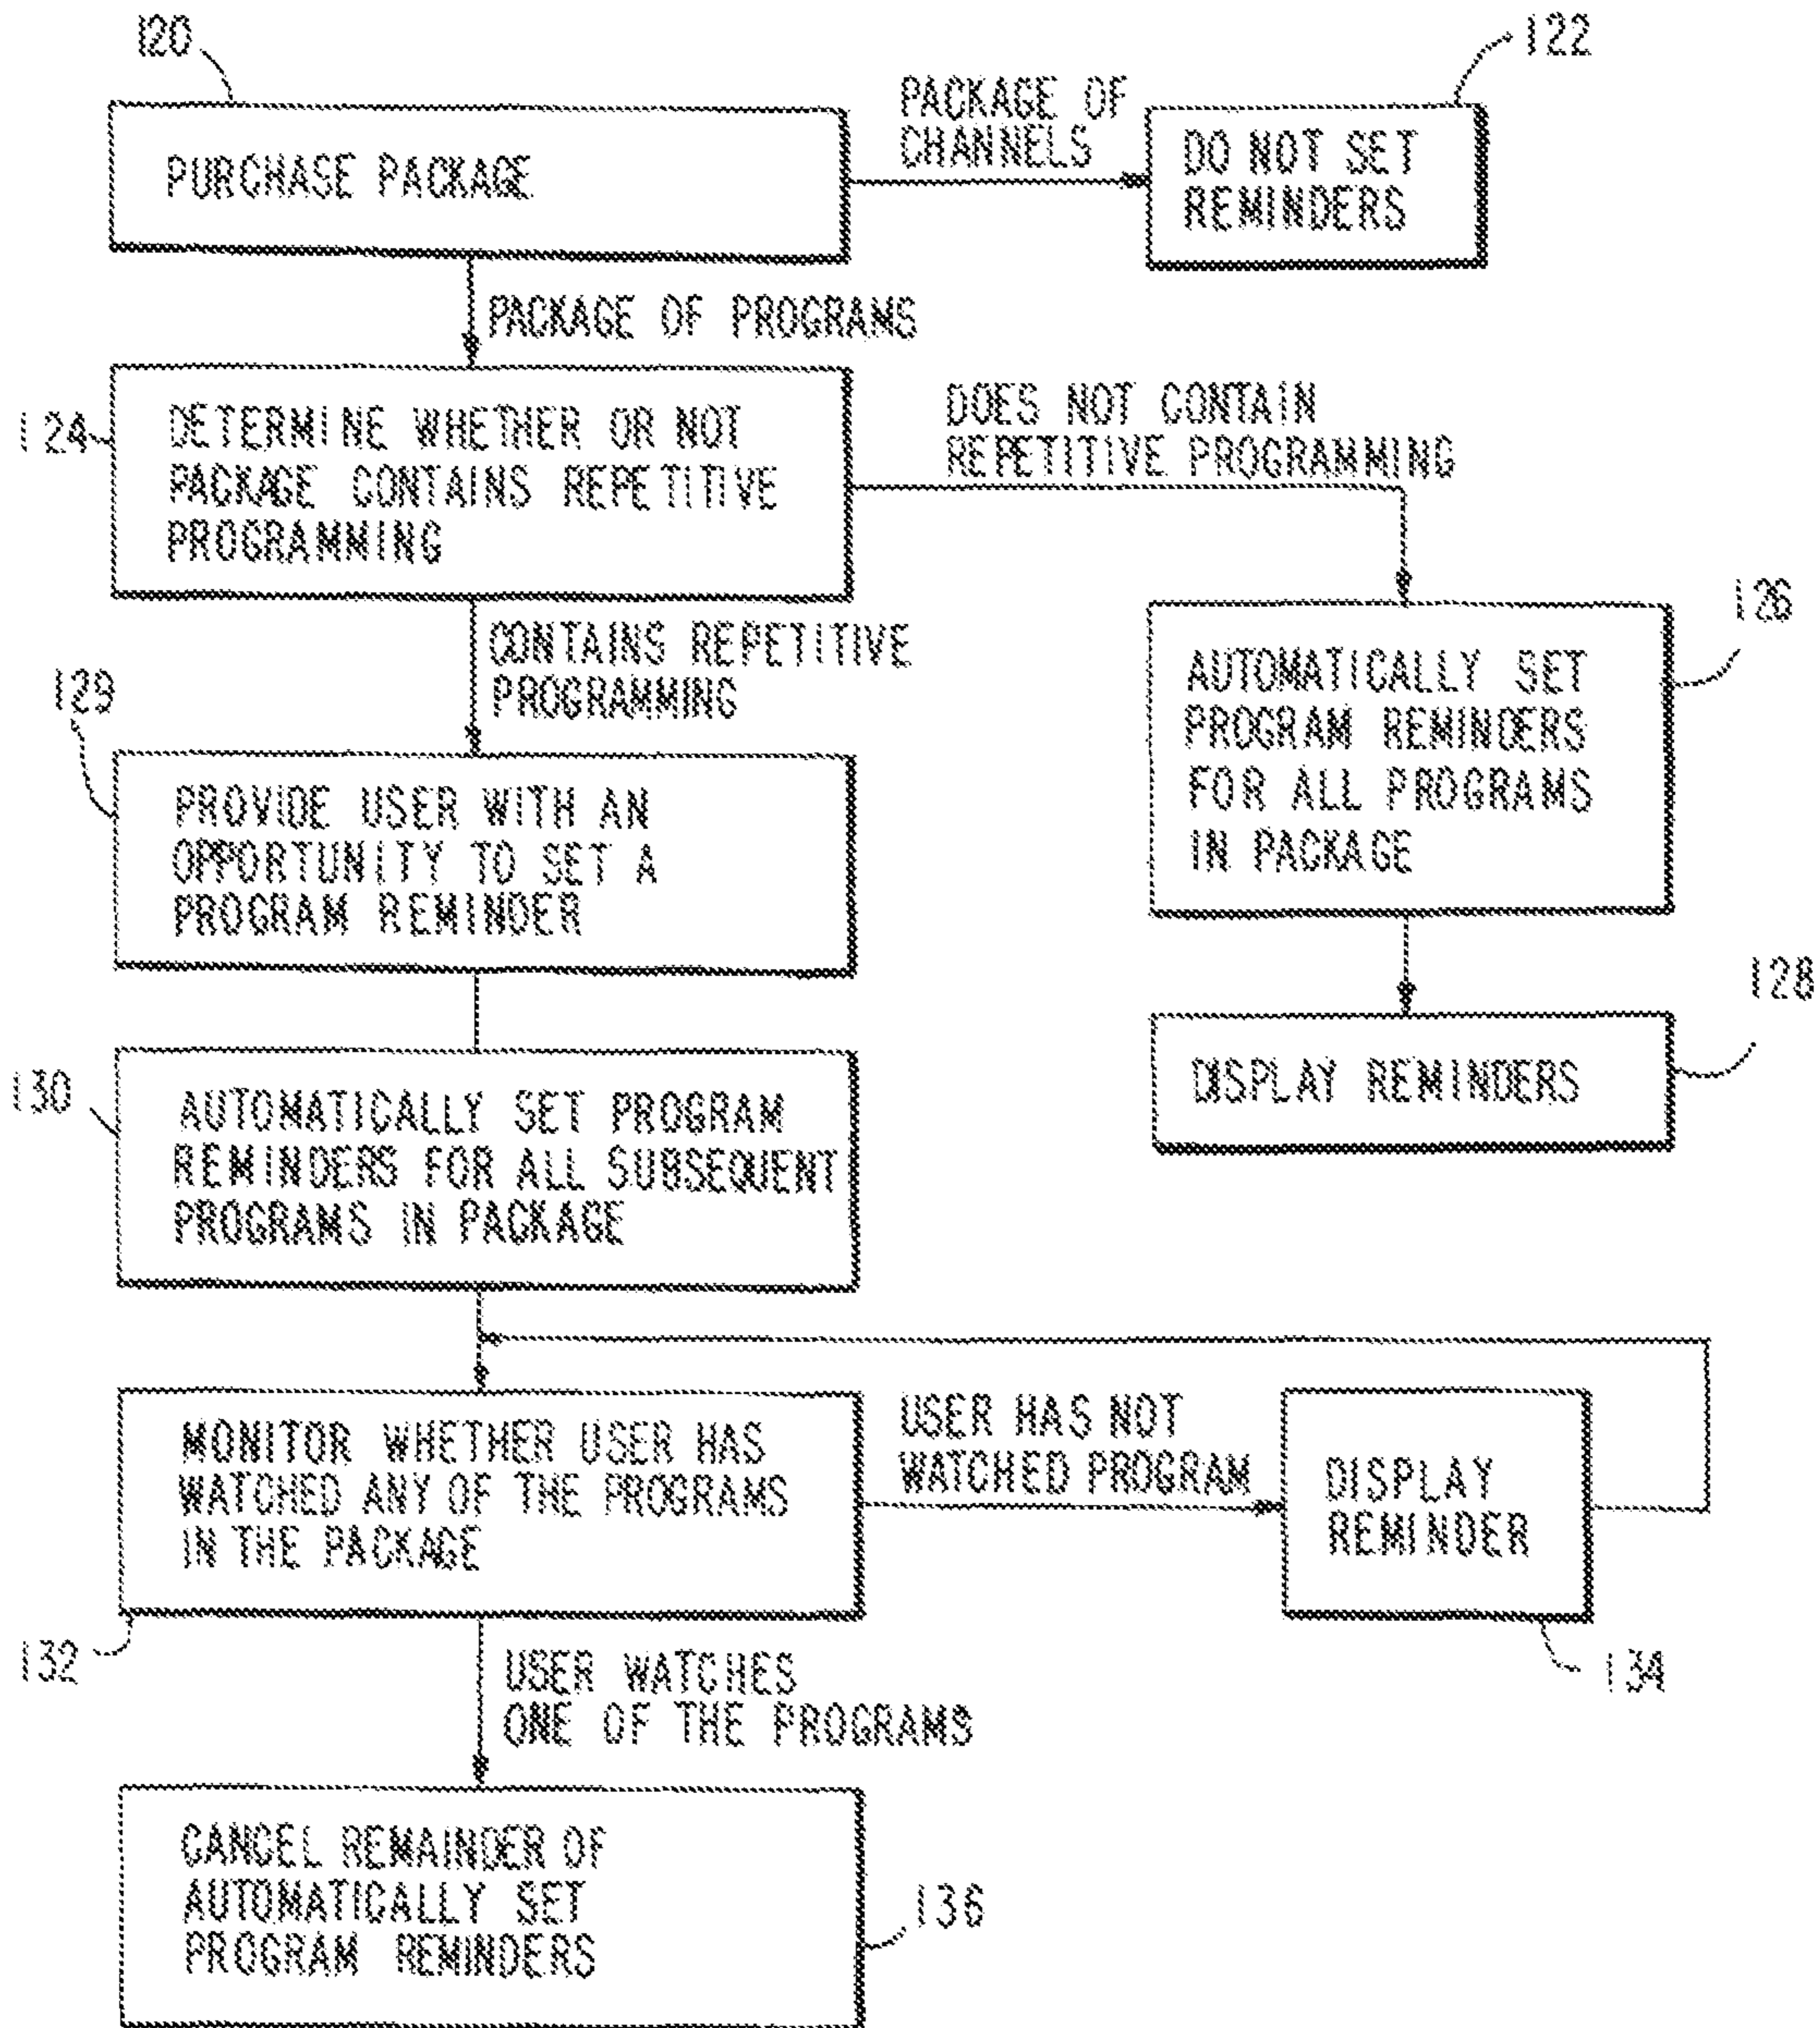 120
122
PURCHASE PACKAGE
PACKAGE OF
CHANNELS
DO NOT SET
REMINDERS
PACKAGE OF PROGRAMS
124
DETERMINE WHETHER OR NOT
PACKAGE CONTAINS REPETITIVE
PROGRAMMING
DOES NOT CONTAIN
REPETITIVE PROGRAMMING
CONTAINS REPETITIVE
PROGRAMMING
126
AUTOMATICALLY SET
PROGRAM REMINDERS
FOR ALL PROGRAMS
IN PACKAGE
129
PROVIDE USER WITH AN
OPPORTUNITY TO SET A
PROGRAM REMINDER
128
DISPLAY REMINDERS
130
AUTOMATICALLY SET PROGRAM
REMINDERS FOR ALL SUBSEQUENT
PROGRAMS IN PACKAGE
MONITOR WHETHER USER HAS
WATCHED ANY OF THE PROGRAMS
IN THE PACKAGE
132
USER HAS NOT
WATCHED PROGRAM
DISPLAY
REMINDER
134
USER WATCHES
ONE OF THE PROGRAMS
CANCEL REMAINDER OF
AUTOMATICALLY SET
PROGRAM REMINDERS
136